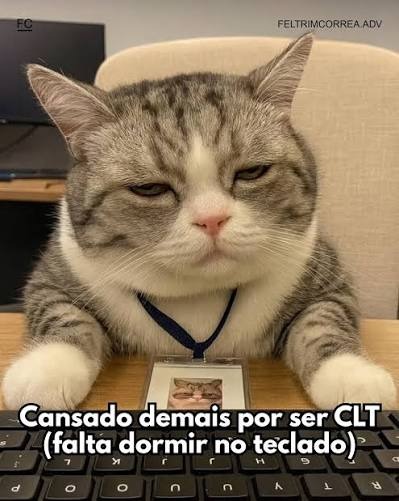 FC
FELTRIMCORREA.ADV
Cansado demais por ser CLT
(falta dormir no teclado)